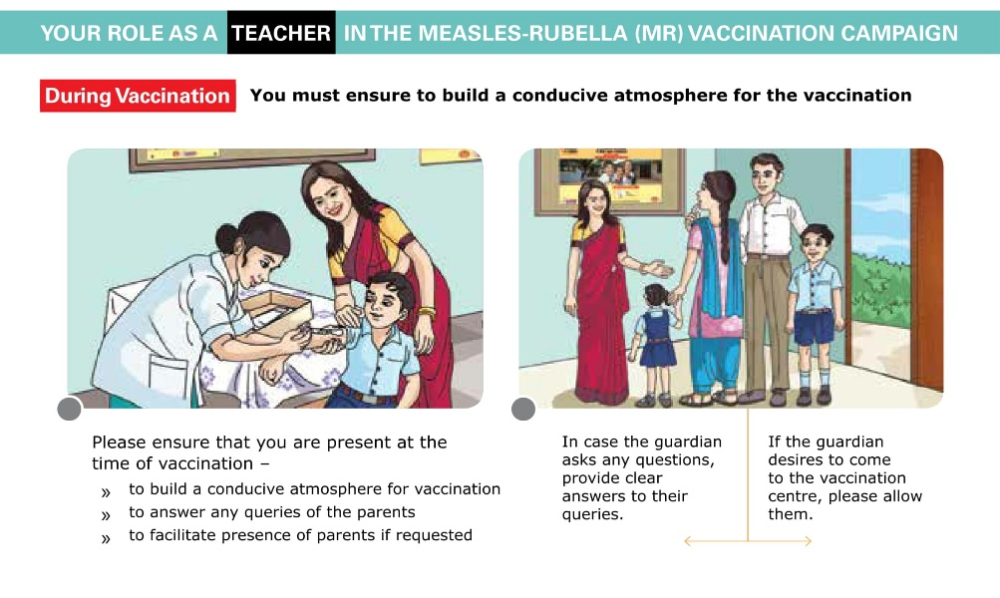 YOUR ROLE AS A TEACHER IN THE MEASLES-RUBELLA (MR) VACCINATION CAMPAIGN
During Vaccination You must ensure to build a conducive atmosphere for the vaccination
Please ensure that you are present at the
time of vaccination –
» to build a conducive atmosphere for vaccination
» to answer any queries of the parents
» to facilitate presence of parents if requested
In case the guardian
asks any questions,
provide clear
answers to their
queries.
If the guardian
desires to come
to the vaccination
centre, please allow
them.